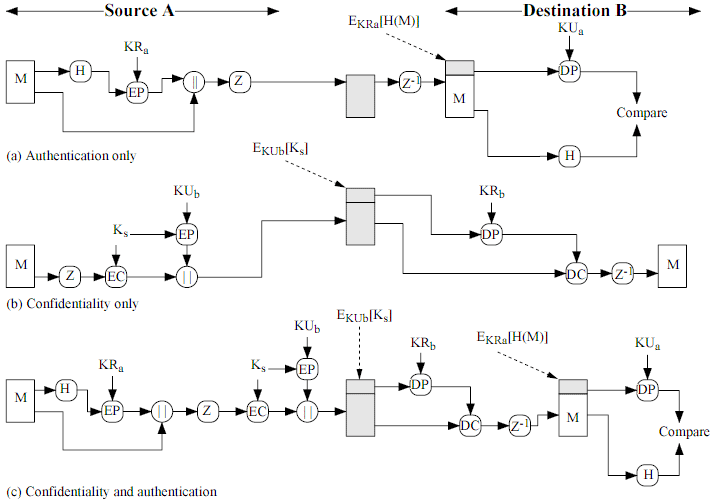 Source A
Destination B
E_KRa[H(M)]
KR_a
KU_a
M
H
EP
||
Z
Z^-1
M
DP
Compare
H
(a) Authentication only
E_KUb[K_s]
KU_b
KR_b
K_s
EP
DP
M
Z
EC
||
DC
Z^-1
M
(b) Confidentiality only
KU_b
E_KUb[K_s]
KR_b
E_KRa[H(M)]
KU_a
KR_a
K_s
EP
M
H
EP
||
Z
EC
||
DP
DC
Z^-1
M
DP
Compare
H
(c) Confidentiality and authentication